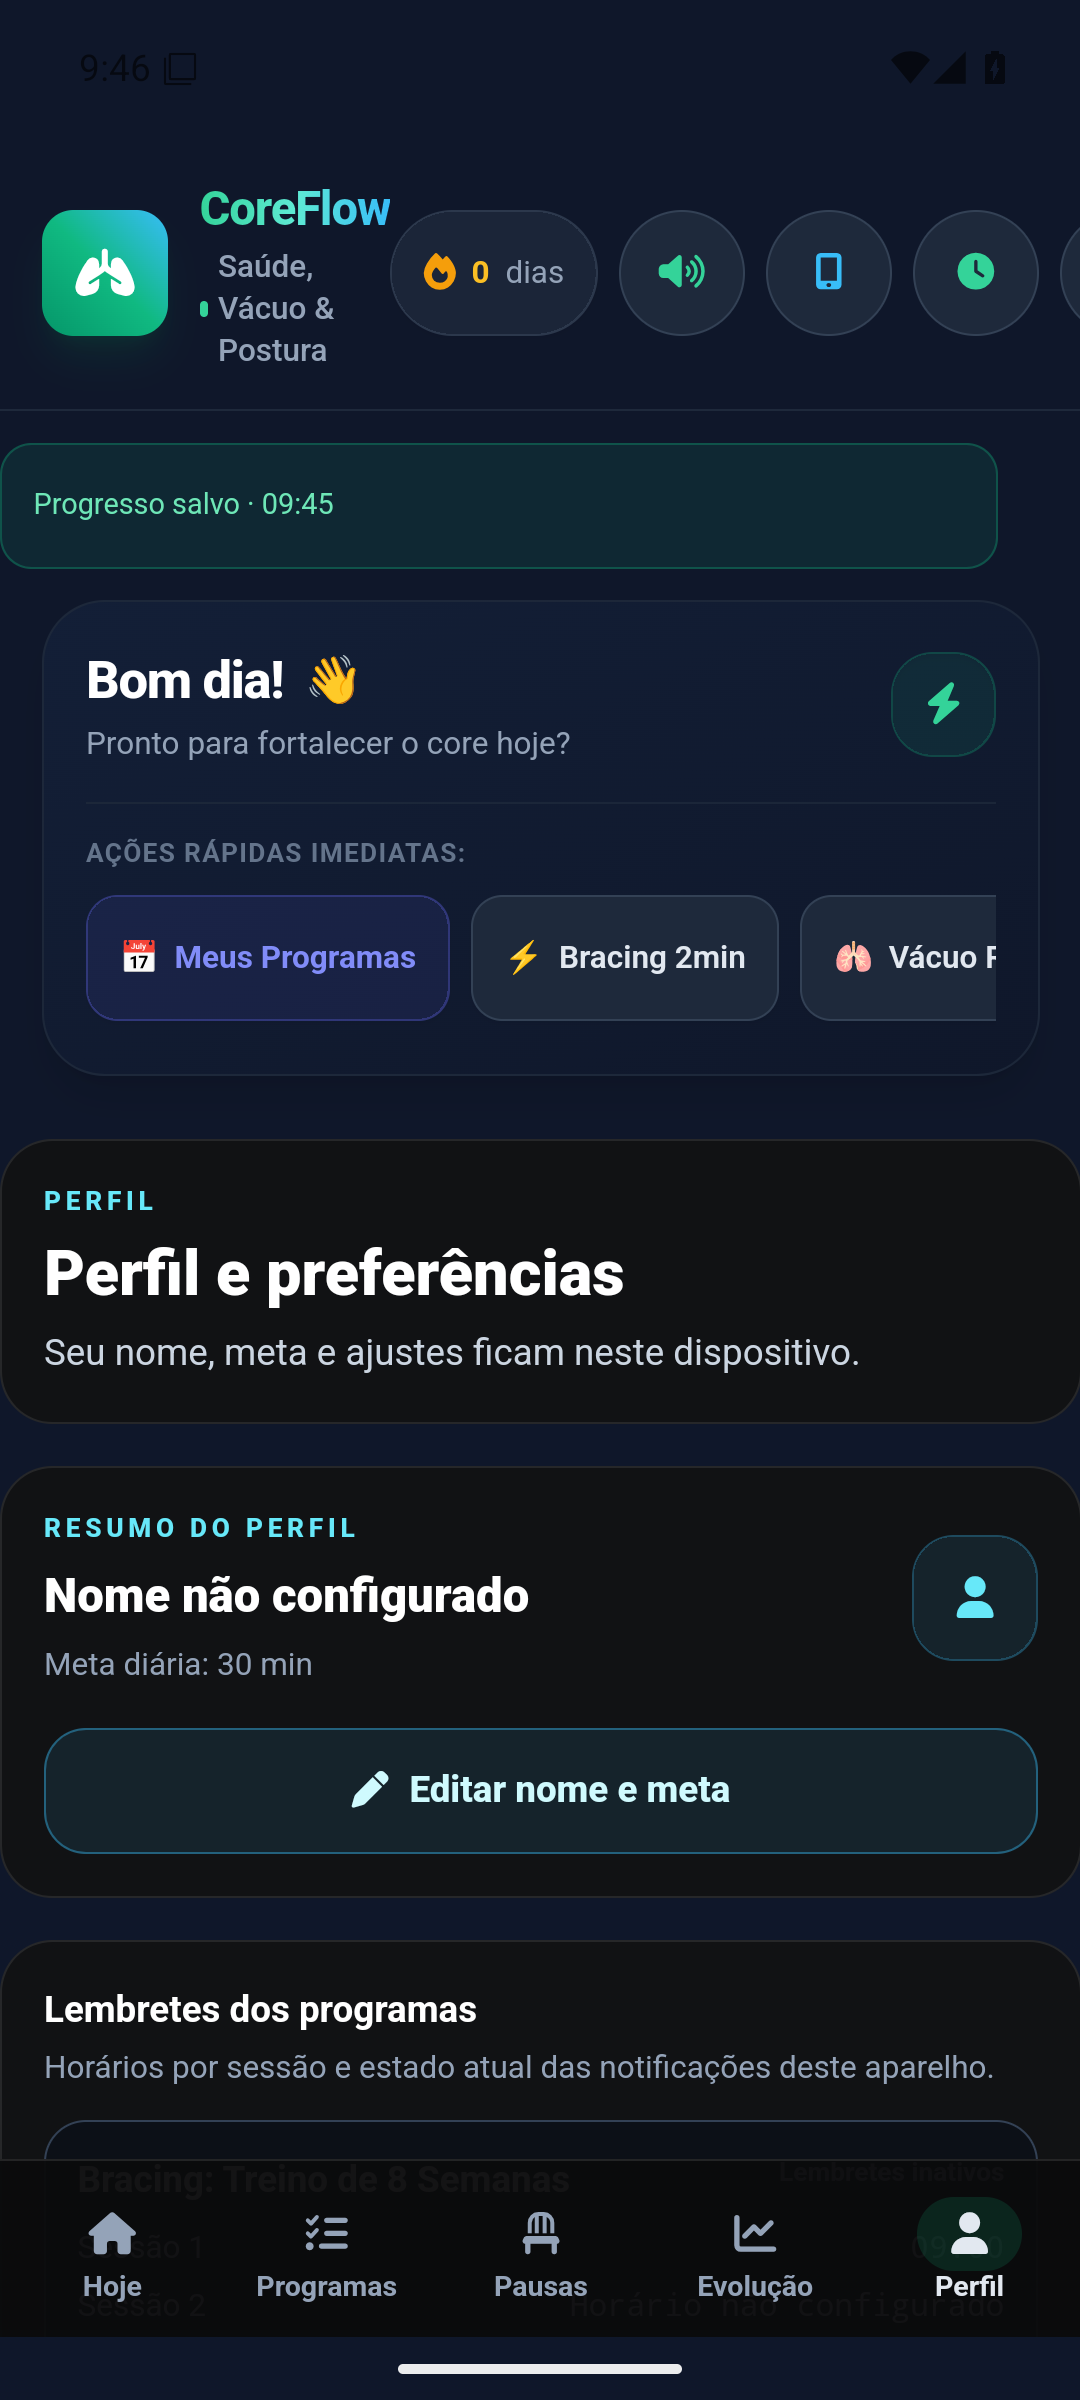 9:46
CoreFlow
Saúde,
Vácuo &
Postura
0 dias
Progresso salvo · 09:45
Bom dia! 👋
Pronto para fortalecer o core hoje?
AÇÕES RÁPIDAS IMEDIATAS:
📅 Meus Programas
⚡ Bracing 2min
🫁 Vácuo
PERFIL
Perfil e preferências
Seu nome, meta e ajustes ficam neste dispositivo.
RESUMO DO PERFIL
Nome não configurado
Meta diária: 30 min
Editar nome e meta
Lembretes dos programas
Horários por sessão e estado atual das notificações deste aparelho.
Bracing: Treino de 8 Semanas
Lembretes inativos
Sessão 1
Sessão 2
Horário não configurado
Hoje
Programas
Pausas
Evolução
Perfil